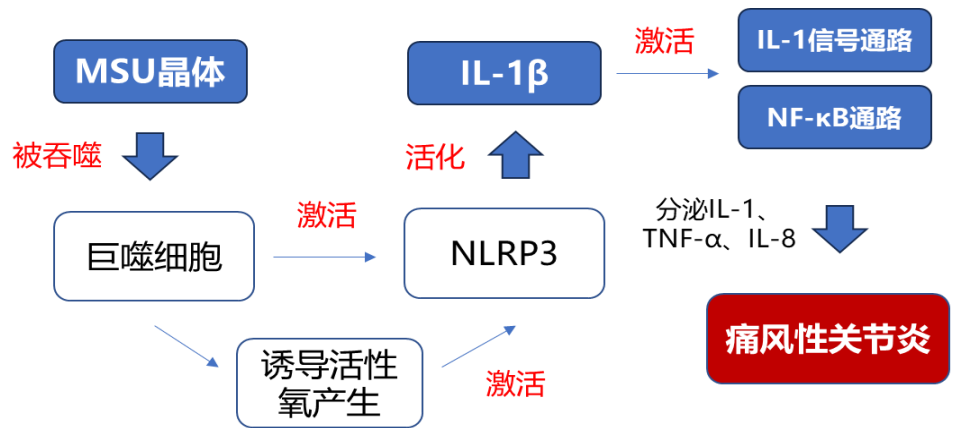 MSU晶体
被吞噬
巨噬细胞
激活
诱导活性
氧产生
激活
NLRP3
活化
IL-1β
激活
IL-1信号通路
NF-κB通路
分泌IL-1、
TNF-α、IL-8
痛风性关节炎